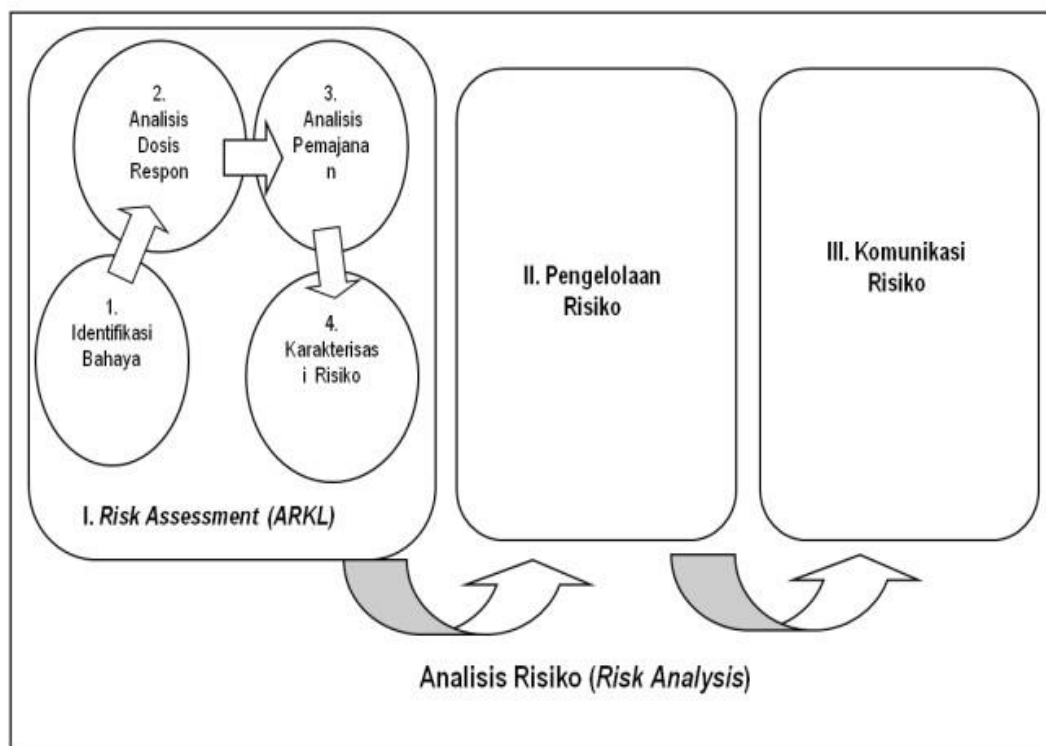 1.
Identifikasi
Bahaya
2.
Analisis
Dosis
Respon
3.
Analisis
Pemajana
n
4.
Karakterisas
i Risiko
I. Risk Assessment (ARKL)
II. Pengelolaan
Risiko
III. Komunikasi
Risiko
Analisis Risiko (Risk Analysis)